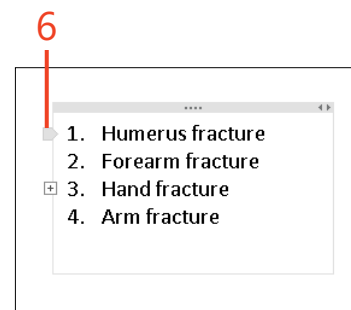 6
1. Humerus fracture
2. Forearm fracture
3. Hand fracture
4. Arm fracture